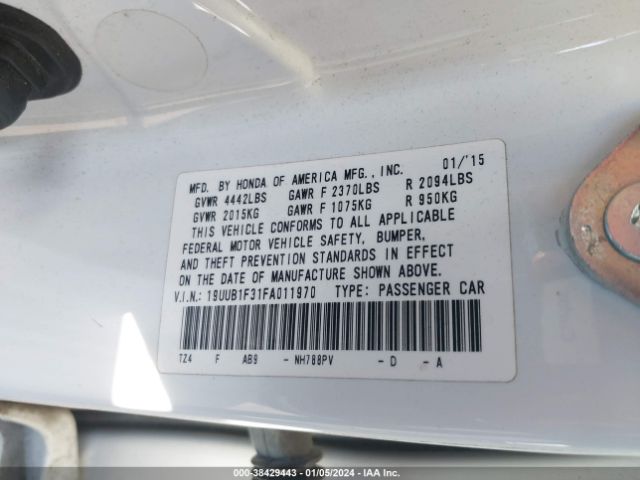 MFD. BY HONDA OF AMERICA MFG., INC. 01/'15
GVWR 4442LBS GAWR F 2370LBS R 2094LBS
GVWR 2015KG GAWR F 1075KG R 950KG
THIS VEHICLE CONFORMS TO ALL APPLICABLE
FEDERAL MOTOR VEHICLE SAFETY, BUMPER,
AND THEFT PREVENTION STANDARDS IN EFFECT
ON THE DATE OF MANUFACTURE SHOWN ABOVE.
V.I.N.: 19UUB1F31FA011970 TYPE: PASSENGER CAR
TZ4 F AB9 - NH788PV - D - A
000-38429443 - 01/05/2024 - IAA Inc.